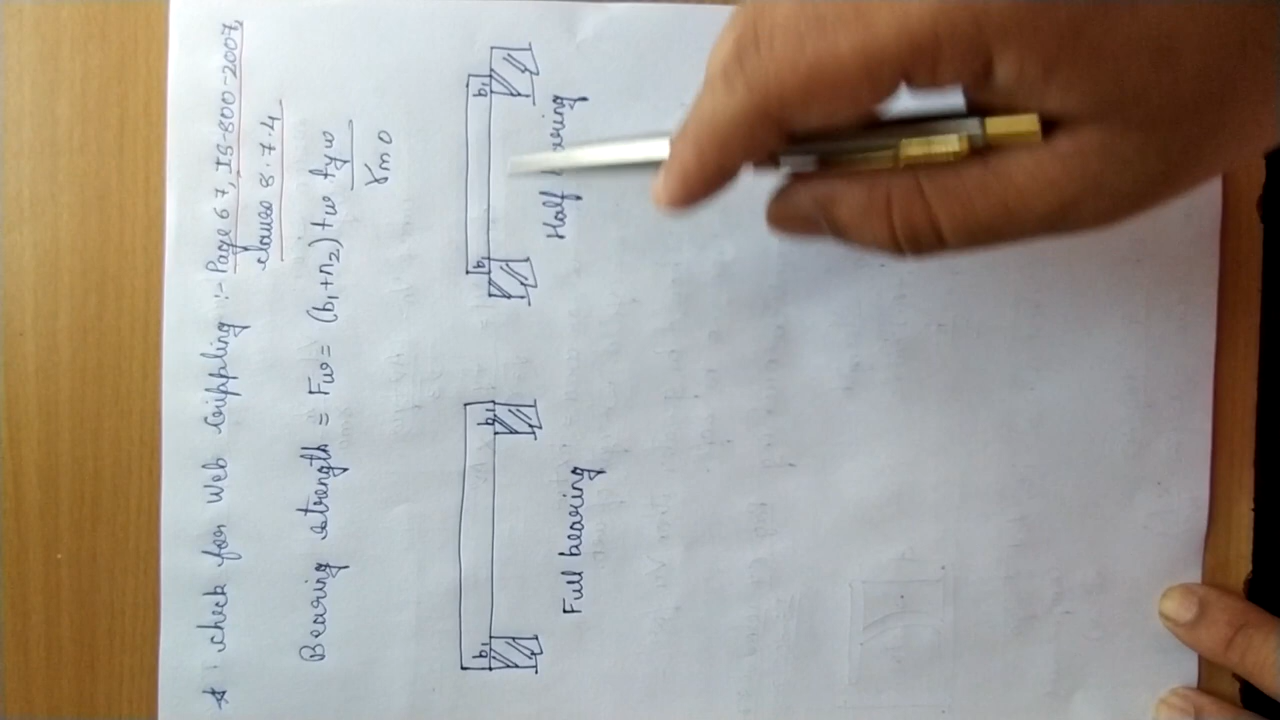 * check for Web crippling :- Page 67, IS-800-2007,
clause 8.7.4
Bearing strength = Fw = (b1+n2) tw fyw
γm0
b1 b1 b1 b1
Full bearing Half